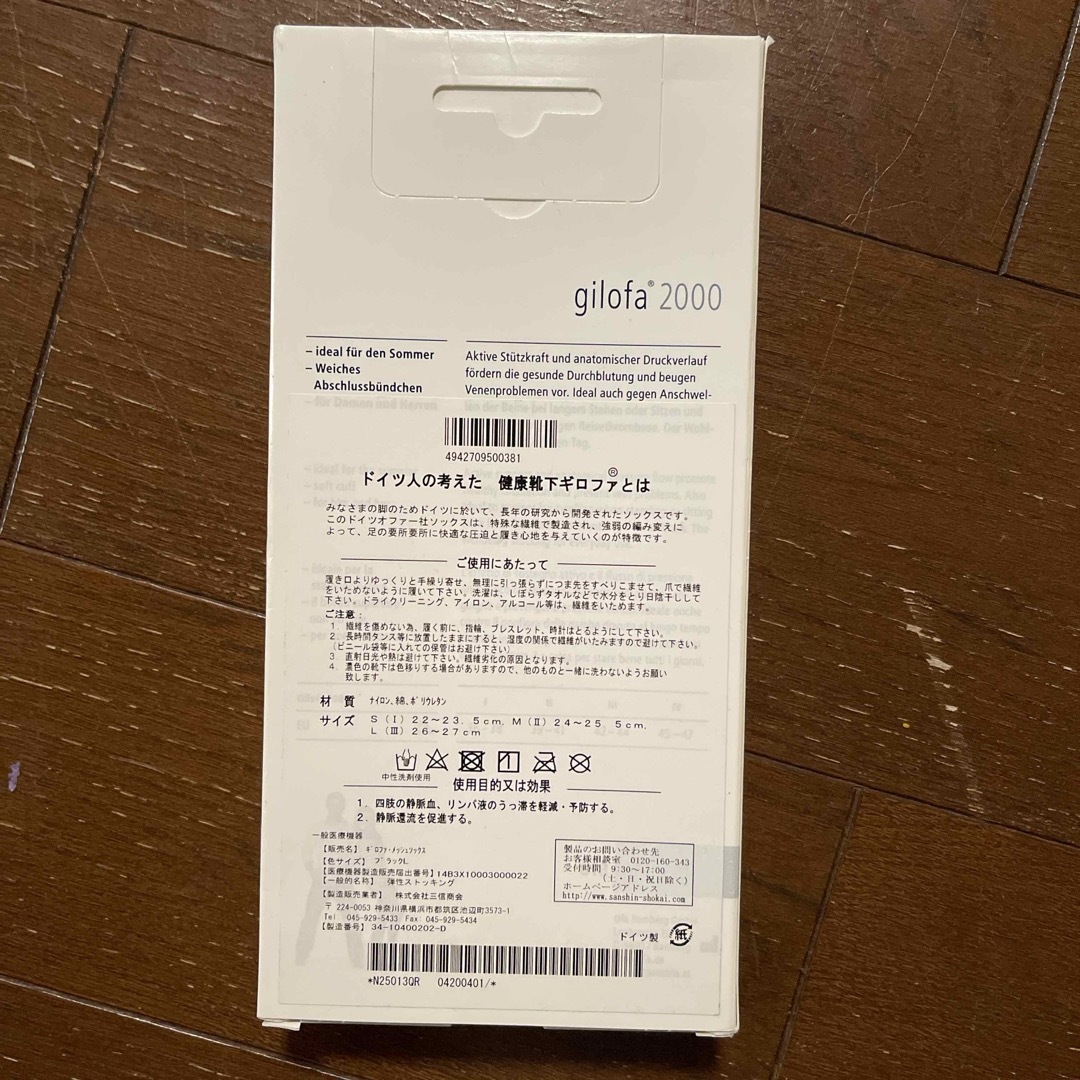 gilofa® 2000
– ideal für den Sommer
– Weiches
Abschlussbündchen
– für Damen und Herren
Aktive Stützkraft und anatomischer Druckverlauf
fördern die gesunde Durchblutung und beugen
Venenproblemen vor. Ideal auch gegen Anschwel-
len der Beine bei langem Stehen oder Sitzen und
gen Reisethrombose. Der Wohl-
en Tag.
4942709500381
ドイツ人の考えた 健康靴下ギロファ®とは
みなさまの脚のためドイツに於いて、長年の研究から開発されたソックスです。
このドイツオファー社ソックスは、特殊な繊維で製造され、強弱の編み変えに
よって、足の要所要所に快適な圧迫と履き心地を与えていくのが特徴です。
ご使用にあたって
履き口よりゆっくりと手繰り寄せ、無理に引っ張らずにつま先をすべりこませて、爪で繊維
をいためないように履いて下さい。洗濯は、しぼらずタオルなどで水分をとり日陰干しして
下さい。ドライクリーニング、アイロン、アルコール等は、繊維をいためます。
ご注意:
1. 繊維を傷めない為、履く前に、指輪、ブレスレット、時計はとるようにして下さい。
2. 長時間タンス等に放置したままにすると、湿度の関係で繊維がいたみますので避けて下さい。
(ビニール袋等に入れての保管はお避け下さい)
3. 直射日光や熱は避けて下さい。繊維劣化の原因となります。
4. 濃色の靴下は色移りする場合がありますので、他のものと一緒に洗わないようお願い
致します。
材 質 ナイロン、綿、ポリウレタン
サイズ S(Ⅰ)22~23.5cm, M(Ⅱ)24~25.5cm,
L(Ⅲ)26~27cm
中性洗剤使用
使用目的又は効果
1. 四肢の静脈血、リンパ液のうっ滞を軽減・予防する。
2. 静脈還流を促進する。
一般医療機器
【販売名】 ギロファ・メッシュソックス
【色サイズ】 ブラックL
【医療機器製造販売届出番号】14B3X10003000022
【一般的名称】 弾性ストッキング
【製造販売業者】 株式会社三信商会
〒 224-0053 神奈川県横浜市都筑区池辺町3573-1
Tel 045-929-5433 Fax 045-929-5434
【製造番号】 34-10400202-D
製品のお問い合わせ先
お客様相談室 0120-160-343
受付時間 9:30~17:00
(土・日・祝日除く)
ホームページアドレス
http://www.sanshin-shokai.com
ドイツ製
紙
*N25013QR 04200401/*